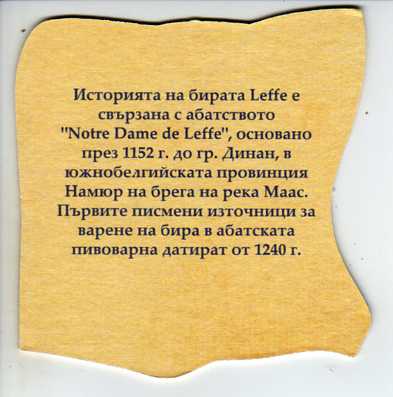 Историята на бирата Leffe е
свързана с абатството
"Notre Dame de Leffe", основано
през 1152 г. до гр. Динан, в
южнобелгийската провинция
Намюр на брега на река Маас.
Първите писмени източници за
варене на бира в абатската
пивоварна датират от 1240 г.